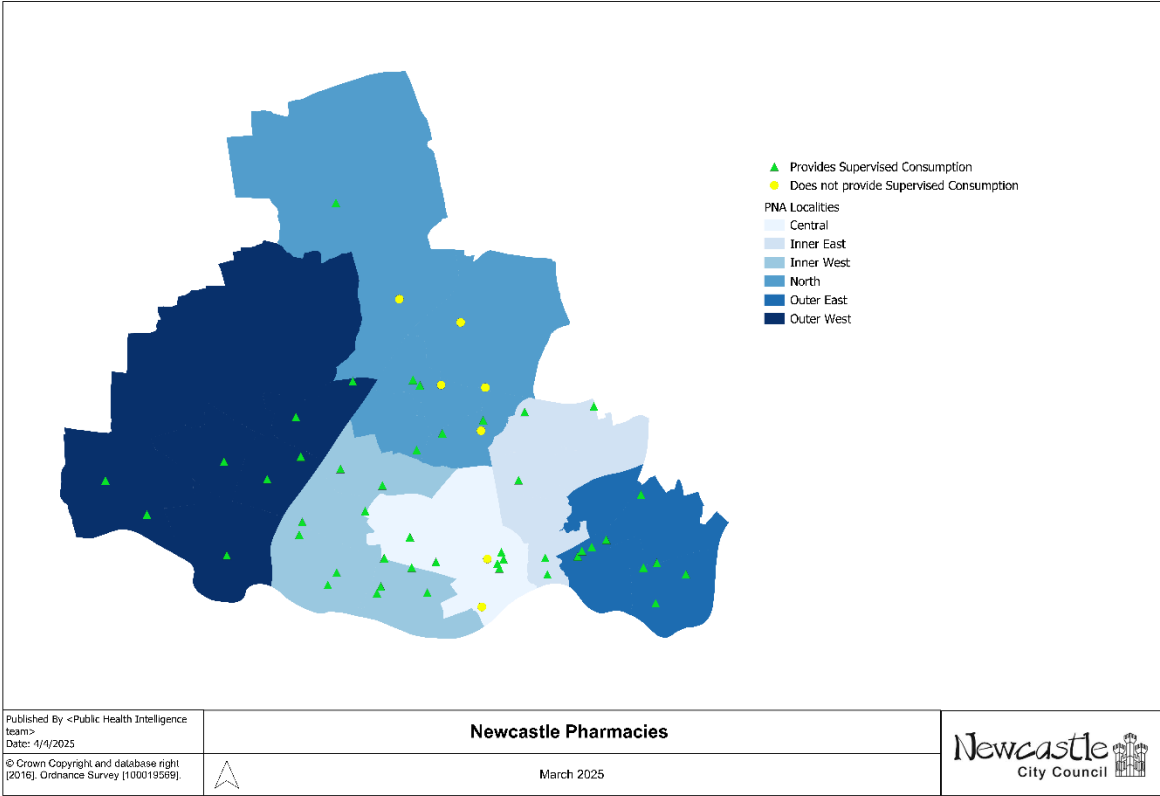 Provides Supervised Consumption
Does not provide Supervised Consumption
PNA Localities
Central
Inner East
Inner West
North
Outer East
Outer West
Published By <Public Health Intelligence
team>
Date: 4/4/2025
© Crown Copyright and database right
[2016]. Ordnance Survey [100019569].
Newcastle Pharmacies
March 2025
Newcastle
City Council